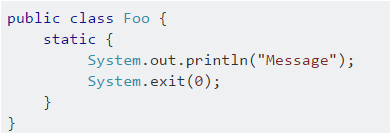 public class Foo {
    static {
         System.out.println("Message");
         System.exit(0);
    }
}